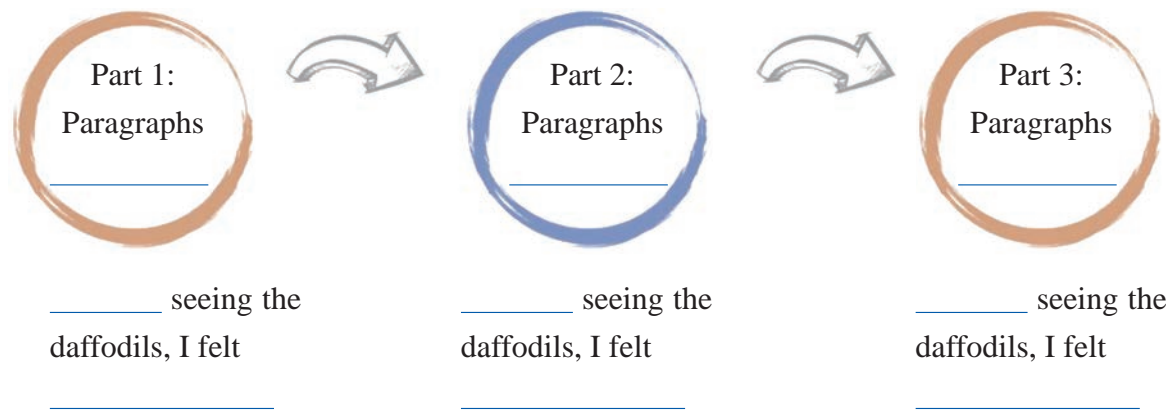 Part 1:
Paragraphs
Part 2:
Paragraphs
Part 3:
Paragraphs
seeing the
daffodils, I felt
seeing the
daffodils, I felt
seeing the
daffodils, I felt